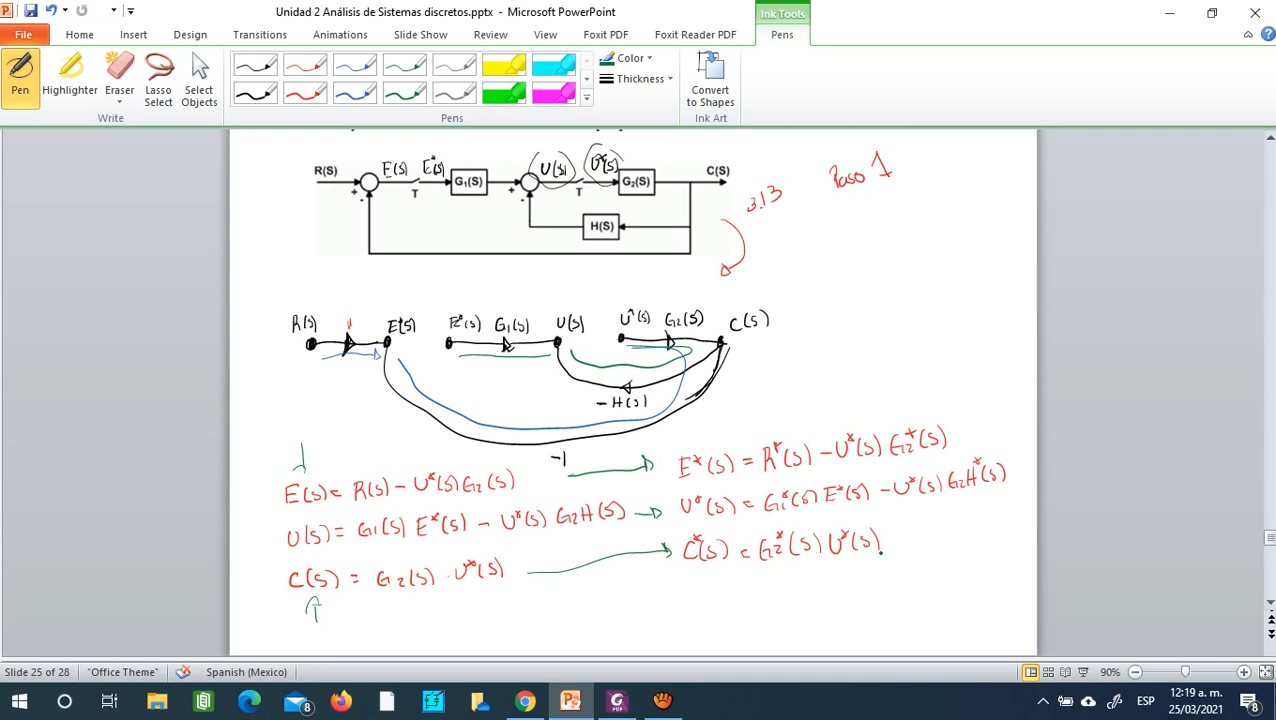 Unidad 2 Análisis de Sistemas discretos.pptx - Microsoft PowerPoint
Ink Tools
File Home Insert Design Transitions Animations Slide Show Review View Foxit PDF Foxit Reader PDF Pens
Pen Highlighter Eraser Lasso Select Select Objects Color Thickness Convert to Shapes
Write Pens Ink Art
E(S) E*(S) U(S) U*(S)
R(S) G₁(S) G₂(S) C(S)
+ - T + - T
H(S)
3.13
Paso 1
R(S) E(S) E*(S) G1(S) U(S) U*(S) G2(S) C(S)
-H(S)
-1
E(S) = R(S) - U*(S) G2(S)
E*(S) = R*(S) - U*(S) G2*(S)
U(S) = G1(S) E*(S) - U*(S) G2H(S)
U*(S) = G1*(S) E*(S) - U*(S) G2H*(S)
C(S) = G2(S) . U*(S)
C*(S) = G2*(S) U*(S)
Slide 25 of 28 "Office Theme" Spanish (Mexico) 90%
8 ESP 12:19 a. m. 25/03/2021 8